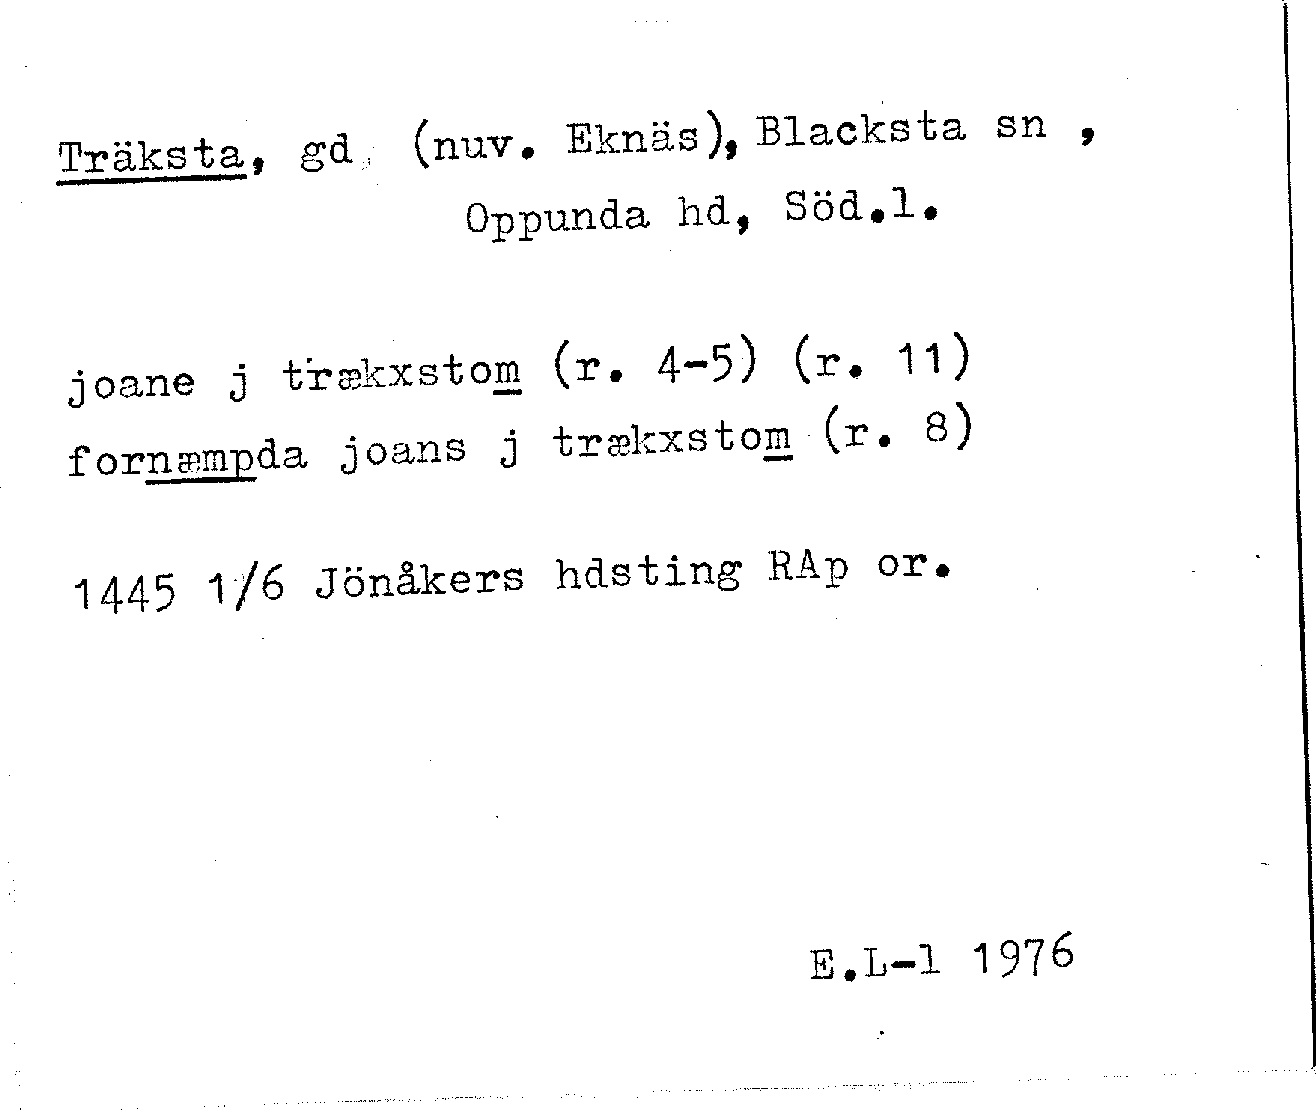 Träksta, gd, (nuv. Eknäs), Blacksta sn ,
Oppunda hd, Söd.l.
joane j trækxstom (r. 4-5) (r. 11)
fornæmpda joans j trækxstom (r. 8)
1445 1/6 Jönåkers hdsting RAp or.
E.L-l 1976